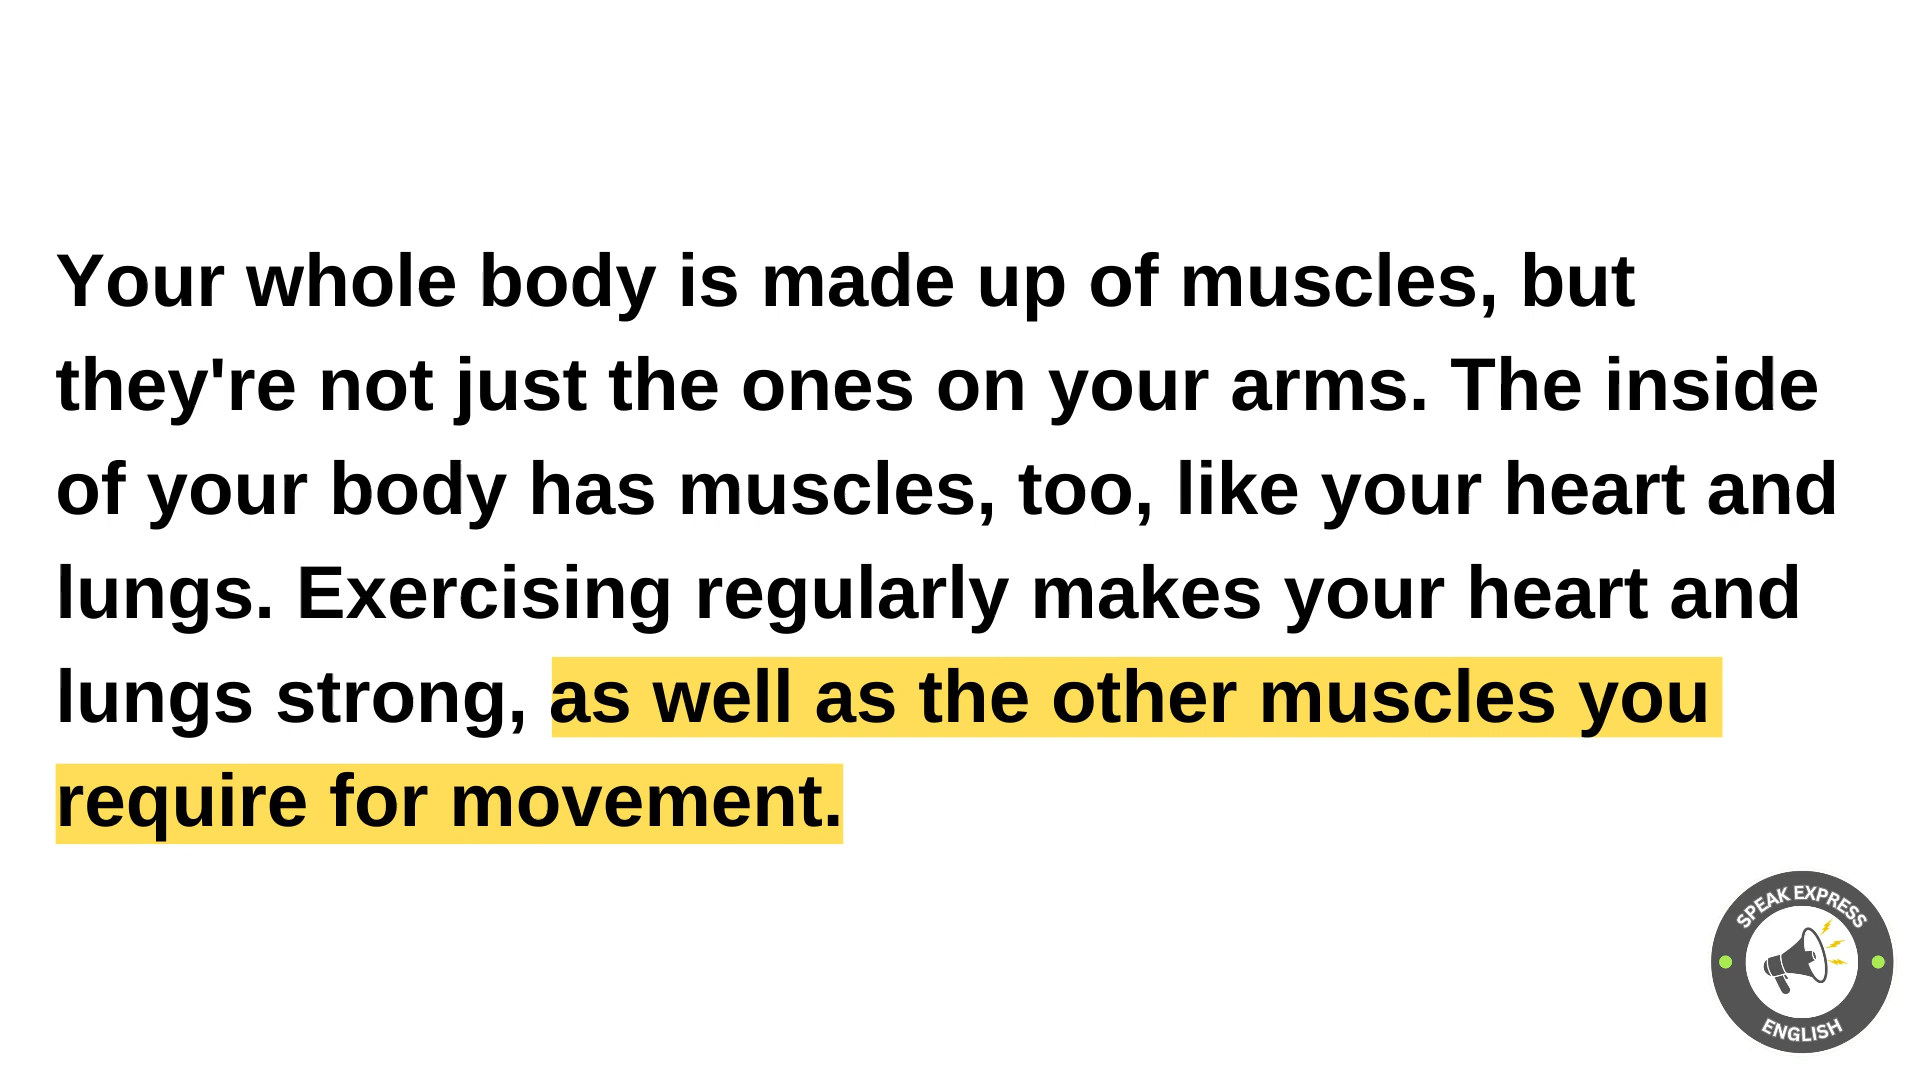 Your whole body is made up of muscles, but
they're not just the ones on your arms. The inside
of your body has muscles, too, like your heart and
lungs. Exercising regularly makes your heart and
lungs strong, as well as the other muscles you
require for movement.
SPEAK EXPRESS
ENGLISH